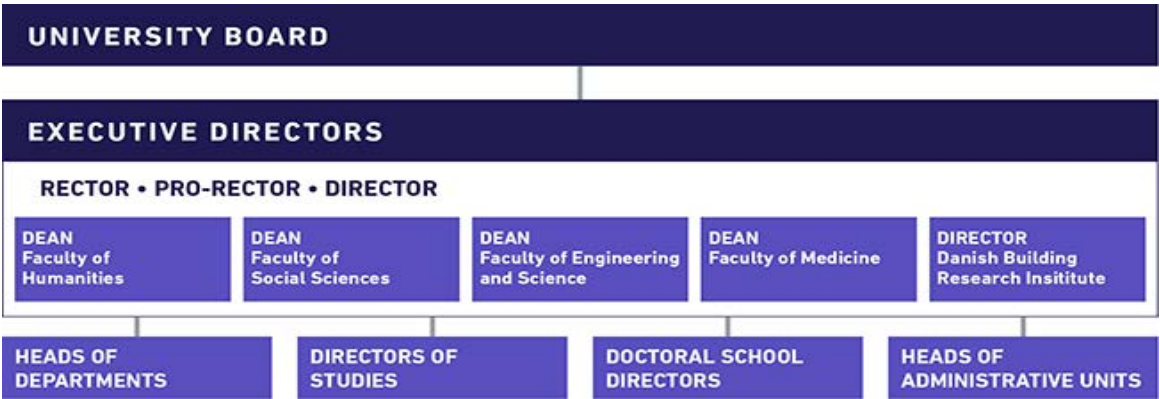 UNIVERSITY BOARD
EXECUTIVE DIRECTORS
RECTOR • PRO-RECTOR • DIRECTOR
DEAN
Faculty of
Humanities
DEAN
Faculty of
Social Sciences
DEAN
Faculty of Engineering
and Science
DEAN
Faculty of Medicine
DIRECTOR
Danish Building
Research Insititute
HEADS OF
DEPARTMENTS
DIRECTORS OF
STUDIES
DOCTORAL SCHOOL
DIRECTORS
HEADS OF
ADMINISTRATIVE UNITS